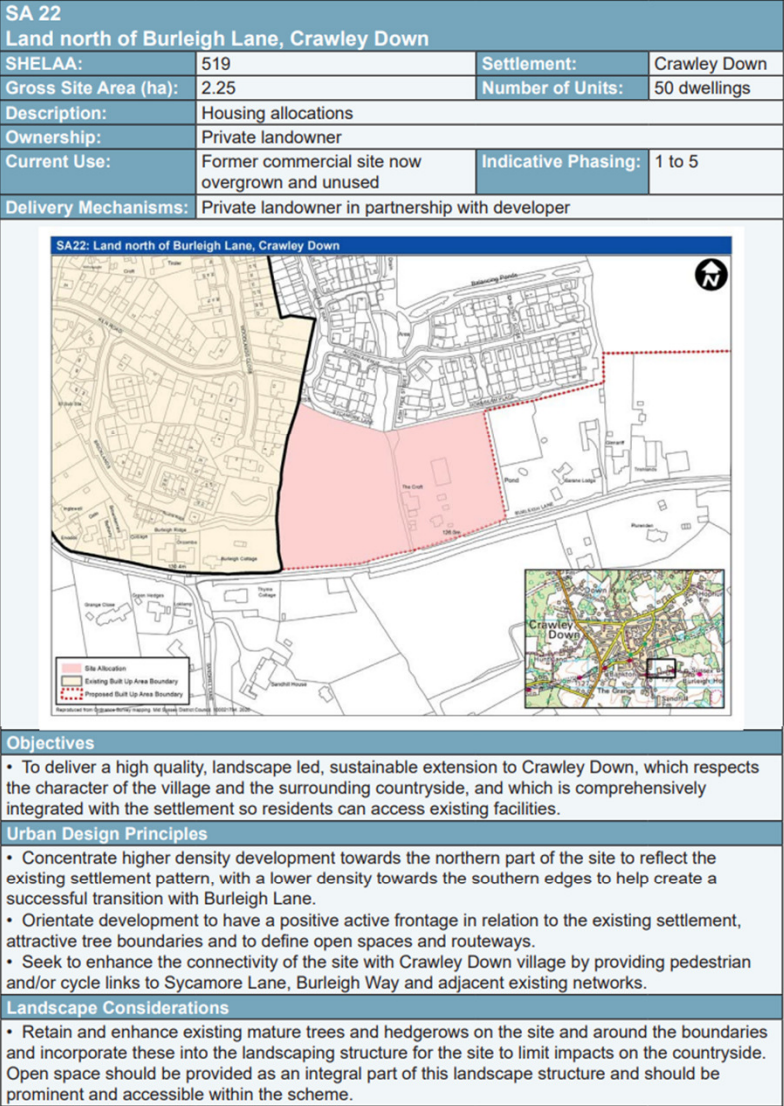 SA 22
Land north of Burleigh Lane, Crawley Down
SHELAA: 519 Settlement: Crawley Down
Gross Site Area (ha): 2.25 Number of Units: 50 dwellings
Description: Housing allocations
Ownership: Private landowner
Current Use: Former commercial site now overgrown and unused Indicative Phasing: 1 to 5
Delivery Mechanisms: Private landowner in partnership with developer
SA22: Land north of Burleigh Lane, Crawley Down
N
Balancing Ponds
The Croft
Pond
BURLEIGH LANE
Burleigh Ridge
Cottage
Burleigh Cottage
Thyme
Cottage
Grange Close
Sandhill House
Crawley
Down
The Grange
Site Allocation
Existing Built Up Area Boundary
Proposed Built Up Area Boundary
Objectives
• To deliver a high quality, landscape led, sustainable extension to Crawley Down, which respects
the character of the village and the surrounding countryside, and which is comprehensively
integrated with the settlement so residents can access existing facilities.
Urban Design Principles
• Concentrate higher density development towards the northern part of the site to reflect the
existing settlement pattern, with a lower density towards the southern edges to help create a
successful transition with Burleigh Lane.
• Orientate development to have a positive active frontage in relation to the existing settlement,
attractive tree boundaries and to define open spaces and routeways.
• Seek to enhance the connectivity of the site with Crawley Down village by providing pedestrian
and/or cycle links to Sycamore Lane, Burleigh Way and adjacent existing networks.
Landscape Considerations
• Retain and enhance existing mature trees and hedgerows on the site and around the boundaries
and incorporate these into the landscaping structure for the site to limit impacts on the countryside.
Open space should be provided as an integral part of this landscape structure and should be
prominent and accessible within the scheme.